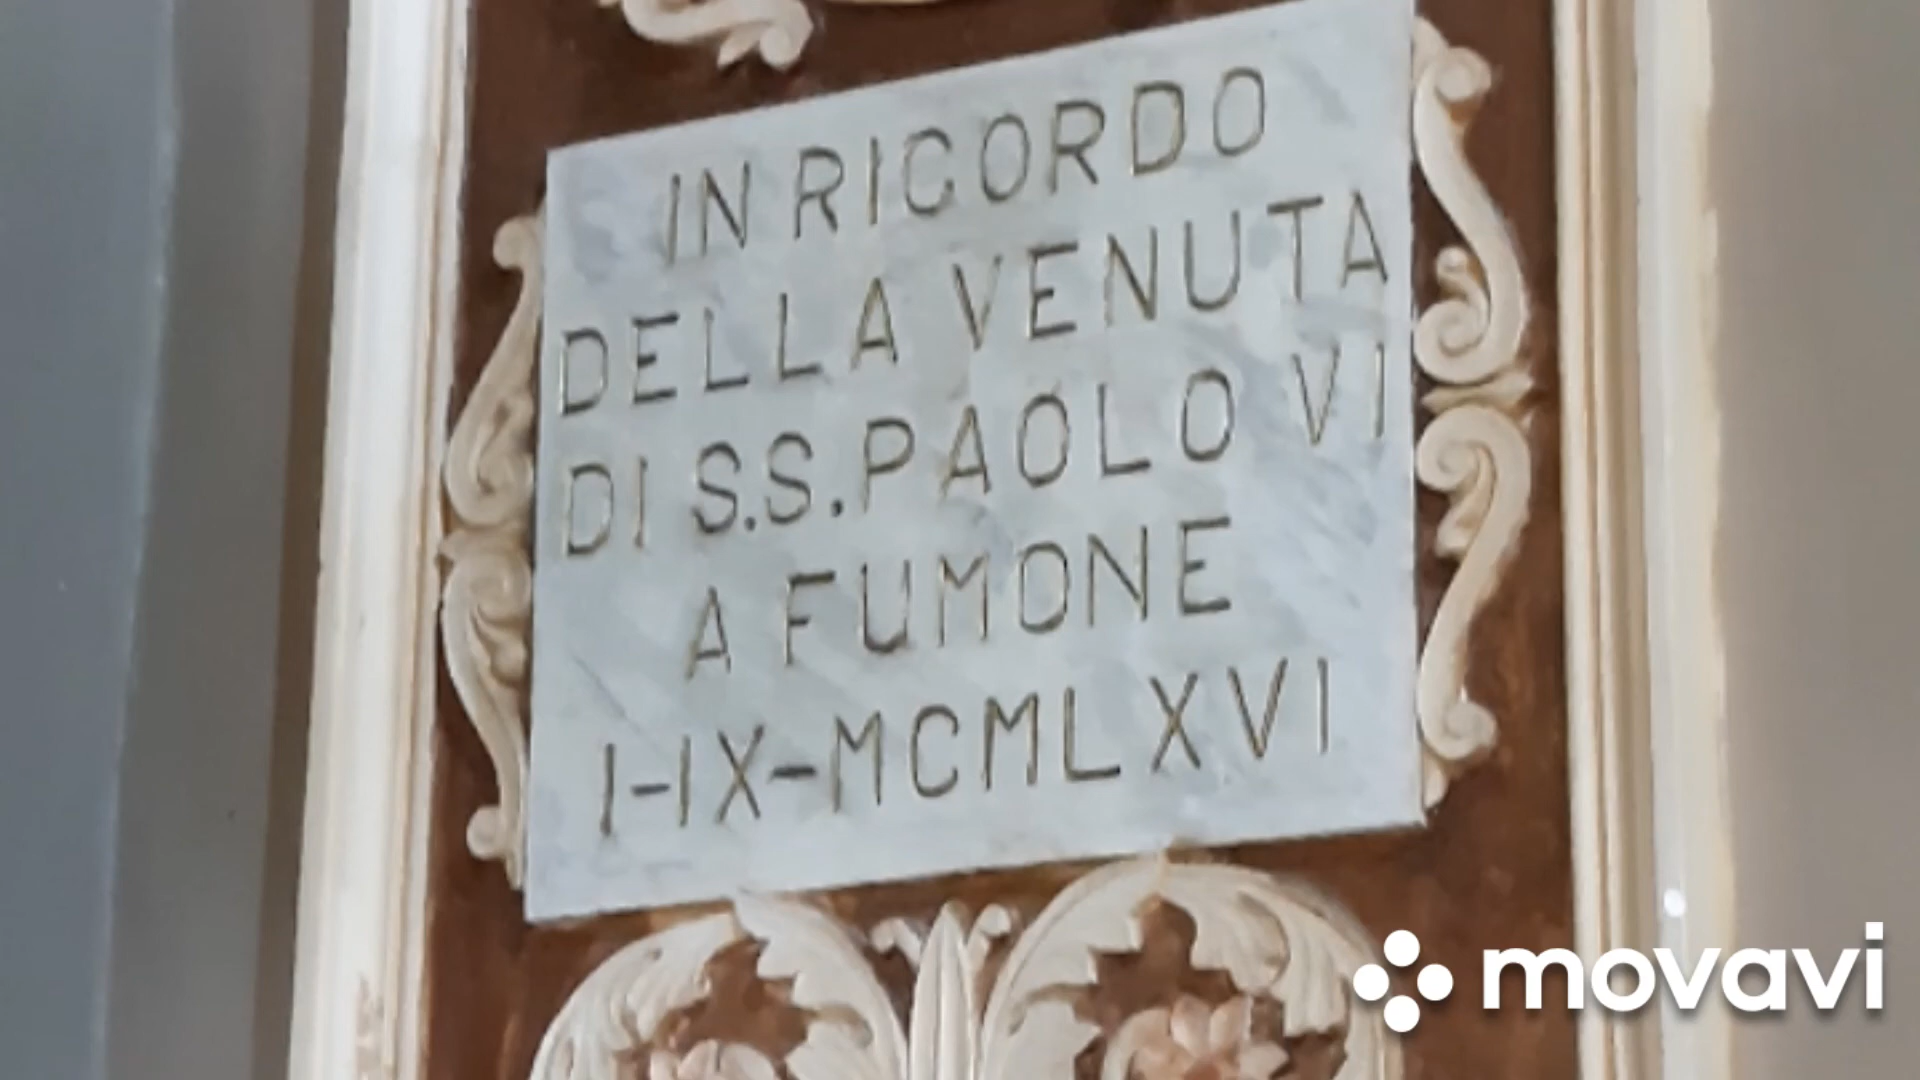 IN RICORDO
DELLA VENUTA
DI S.S. PAOLO VI
A FUMONE
I-IX-MCMLXVI
movavi